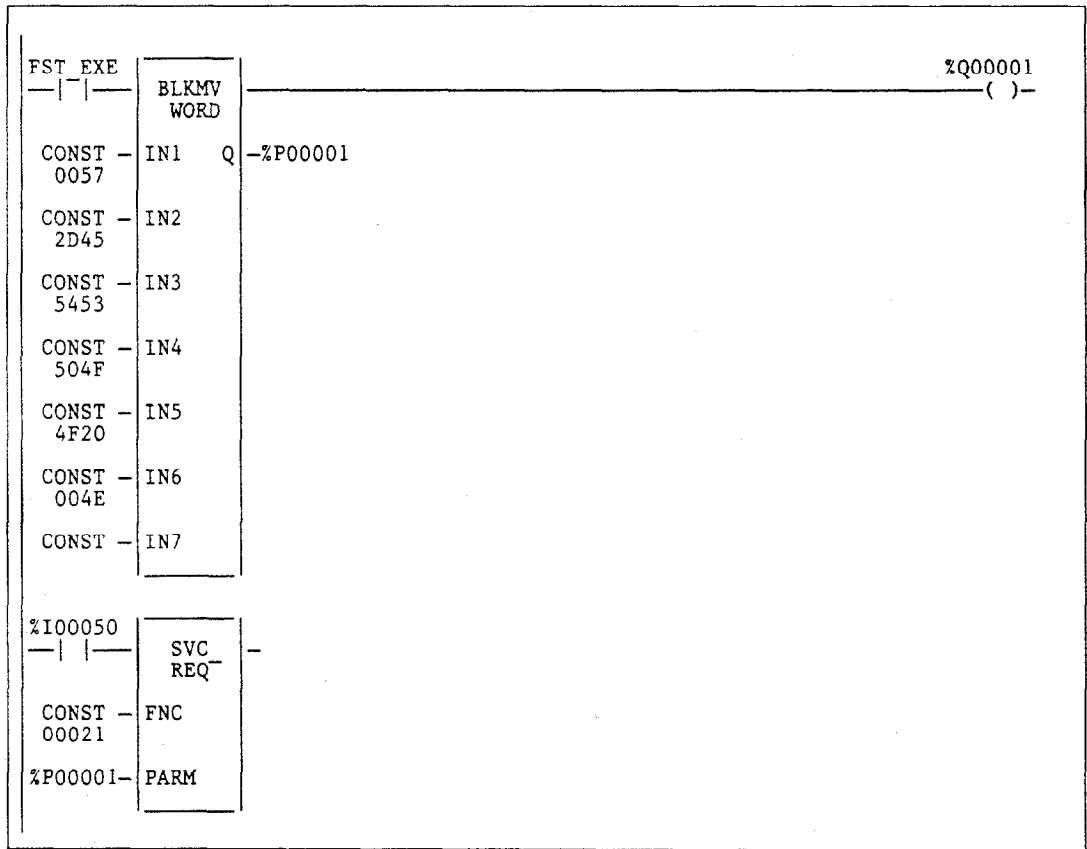 FST_EXE
%Q00001
—| |— BLKMV —( )—
WORD
CONST — IN1 Q —%P00001
0057
CONST — IN2
2D45
CONST — IN3
5453
CONST — IN4
504F
CONST — IN5
4F20
CONST — IN6
004E
CONST — IN7
%I00050
—| |— SVC_ —
REQ
CONST — FNC
00021
%P00001— PARM